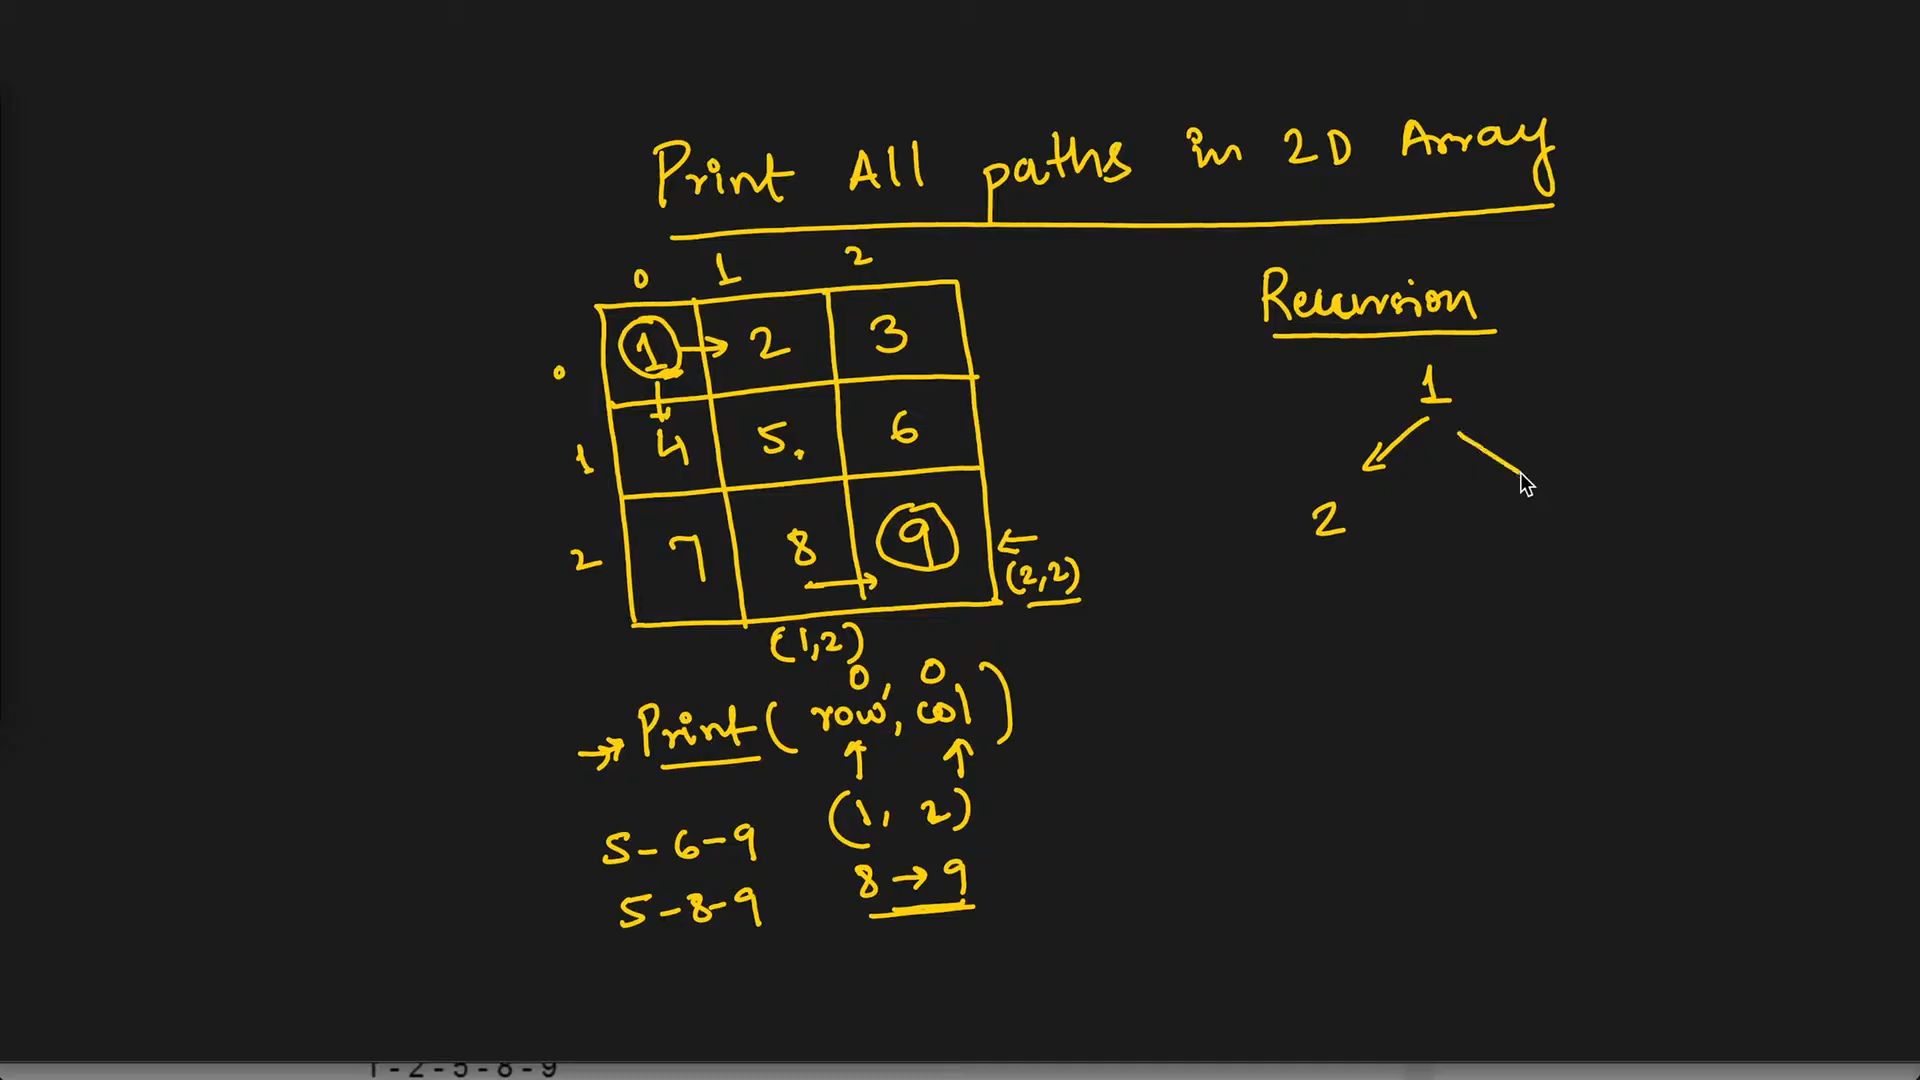 Print All paths in 2D Array
0 1 2
0 1 → 2 3
1 4 5. 6
2 7 8 → 9 ←
(2,2)
(1,2)
0, 0
→ Print( row, col )
(1, 2)
5-6-9
8 → 9
5-8-9
Recursion
1
2
1-2-5-8-9